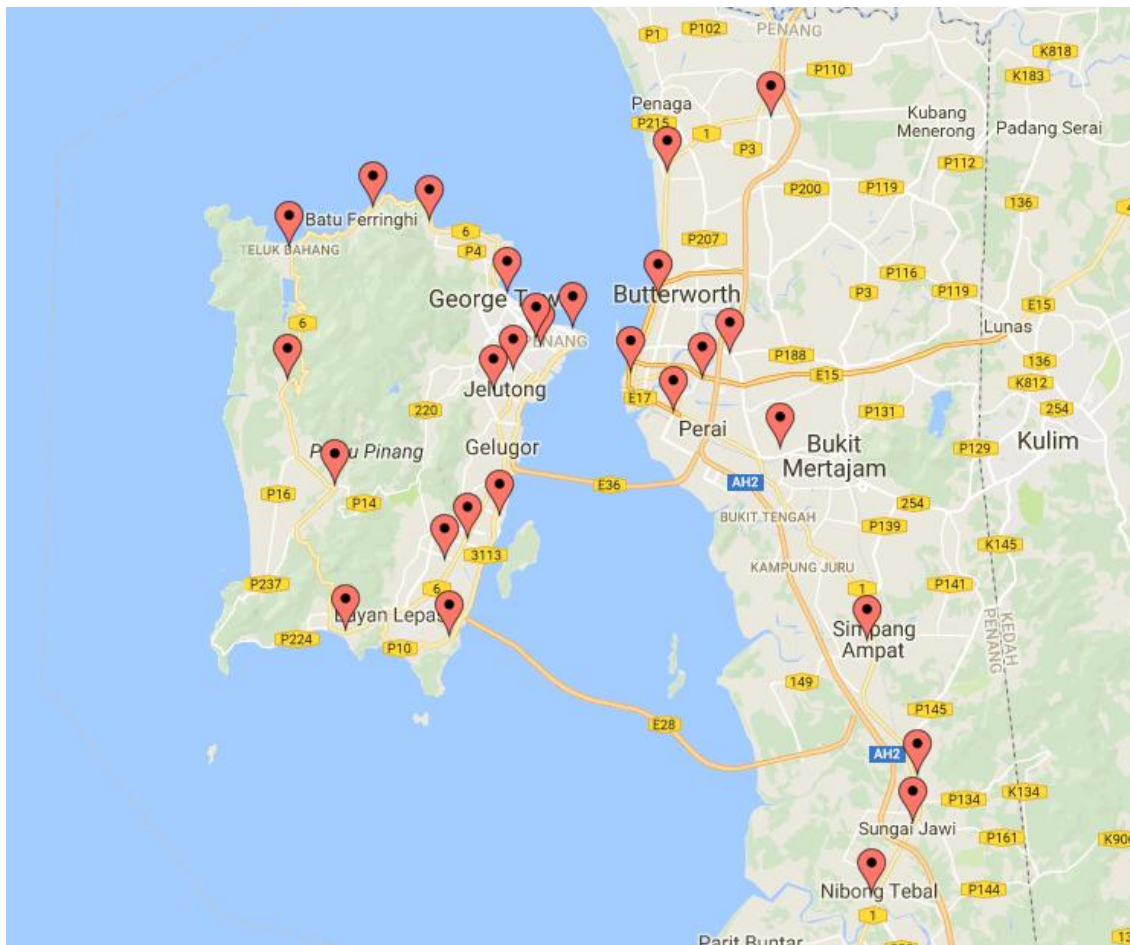 P1
P102
PENANG
K818
P110
K183
Penaga
P215
1
Kubang
Menerong
Padang Serai
P3
P112
P200
P119
136
4
Batu Ferringhi
TELUK BAHANG
6
P4
P207
P116
P3
P119
E15
George
Butterworth
6
PENANG
Lunas
P188
136
E15
Jelutong
220
E17
K812
P131
254
Perai
Gelugor
Bukit
Mertajam
P129
Kulim
Pinang
P16
P14
E36
AH2
254
BUKIT TENGAH
P139
3113
K145
KAMPUNG JURU
P237
6
1
P141
Bayan Lepas
P224
P10
Simpang
Ampat
KEDAH
PENANG
149
P145
E28
AH2
P134
K134
Sungai Jawi
P161
Nibong Tebal
P144
1
Parit Buntar